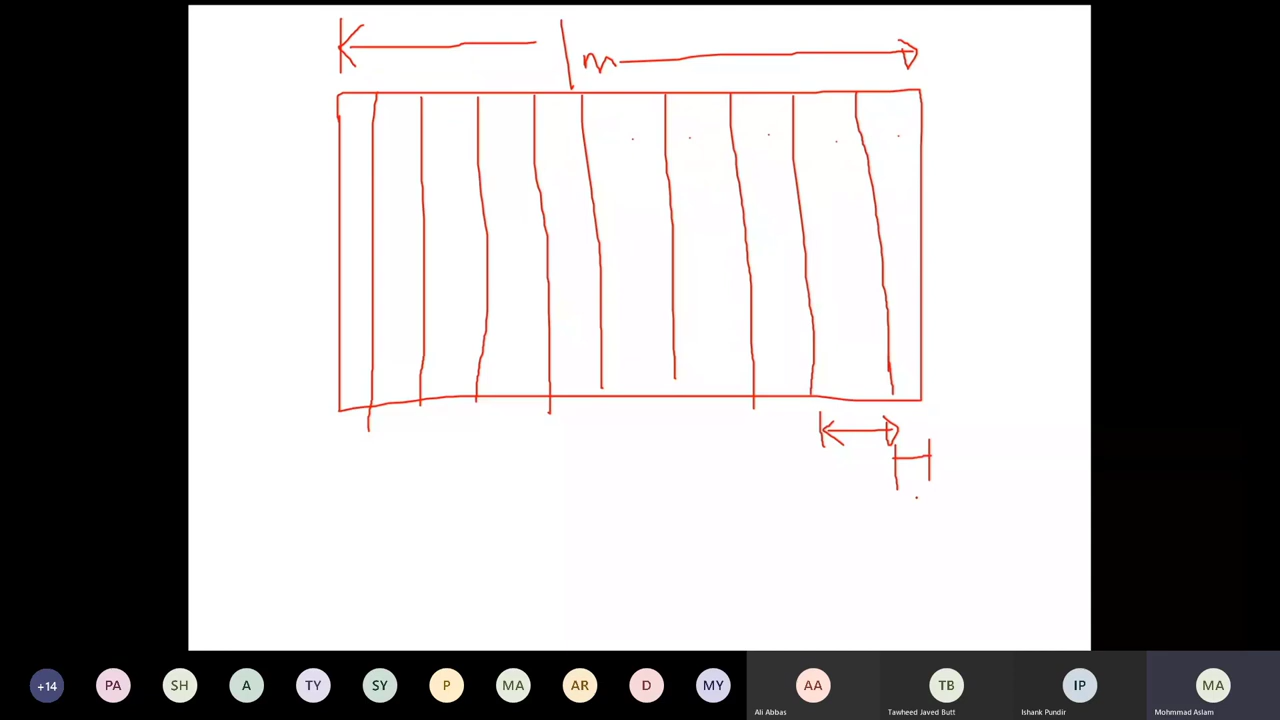 1m
H
+14 PA SH A TY SY P MA AR D MY AA TB IP MA
Ali Abbas Tawheed Javed Butt Ishank Pundir Mohmmad Aslam